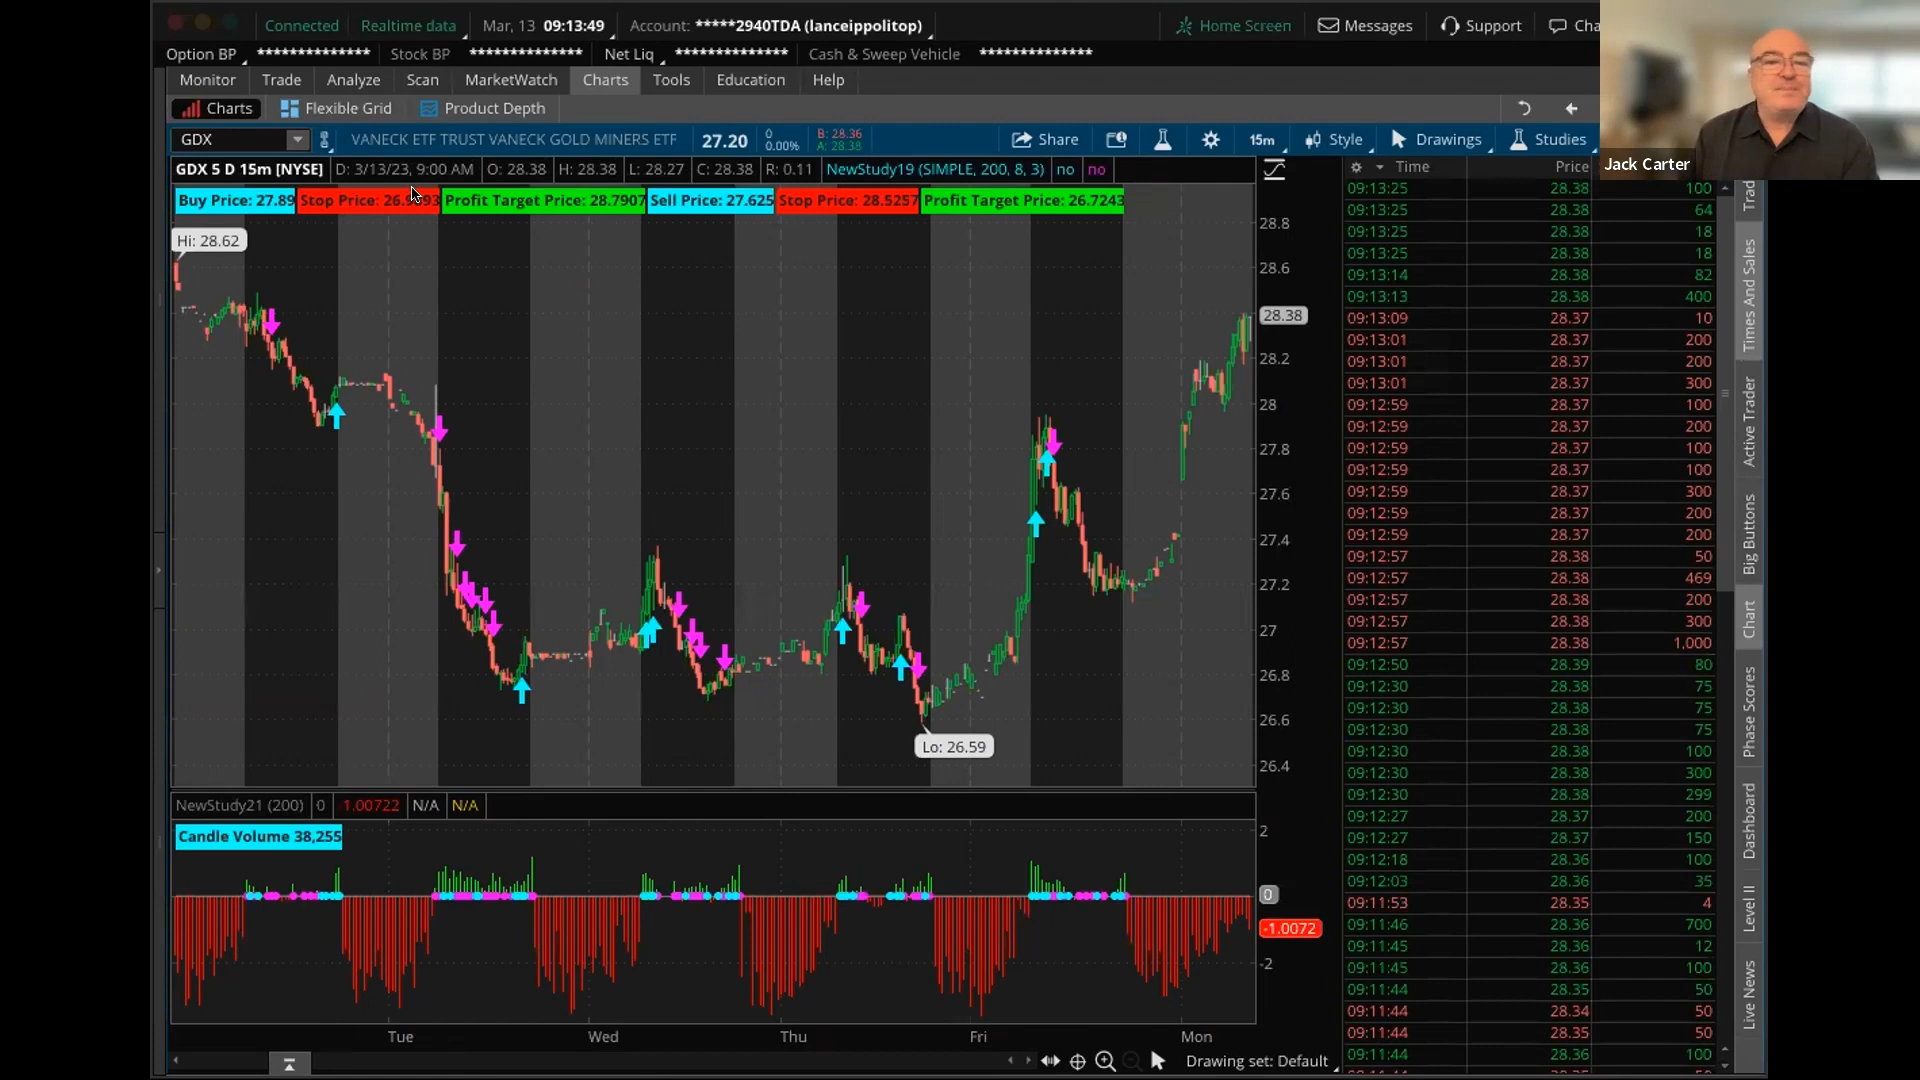 Connected Realtime data Mar, 13 09:13:49 Account: *****2940TDA (lanceippolitop) Home Screen Messages Support Cha
Option BP ************** Stock BP ************** Net Liq ************** Cash & Sweep Vehicle **************
Monitor Trade Analyze Scan MarketWatch Charts Tools Education Help
Charts Flexible Grid Product Depth
GDX VANECK ETF TRUST VANECK GOLD MINERS ETF 27.20 0 0.00% B: 28.36 A: 28.38 Share 15m Style Drawings Studies
Jack Carter
GDX 5 D 15m [NYSE] D: 3/13/23, 9:00 AM O: 28.38 H: 28.38 L: 28.27 C: 28.38 R: 0.11 NewStudy19 (SIMPLE, 200, 8, 3) no no
Buy Price: 27.89 Stop Price: Profit Target Price: 28.7907 Sell Price: 27.625 Stop Price: 28.5257 Profit Target Price: 26.7243
Hi: 28.62
Lo: 26.59
28.8
28.6
28.38
28.2
28
27.8
27.6
27.4
27.2
27
26.8
26.6
26.4
NewStudy21 (200) 0 -1.00722 N/A N/A
Candle Volume 38,255
2
0
-1.0072
-2
Tue Wed Thu Fri Mon
Drawing set: Default
Time Price
09:13:25 28.38 100
09:13:25 28.38 64
09:13:25 28.38 18
09:13:25 28.38 18
09:13:14 28.38 82
09:13:13 28.38 400
09:13:09 28.37 10
09:13:01 28.37 200
09:13:01 28.37 200
09:13:01 28.37 300
09:12:59 28.37 100
09:12:59 28.37 200
09:12:59 28.37 100
09:12:59 28.37 100
09:12:59 28.37 300
09:12:59 28.37 200
09:12:59 28.37 200
09:12:57 28.38 50
09:12:57 28.38 469
09:12:57 28.38 200
09:12:57 28.38 300
09:12:57 28.38 1,000
09:12:50 28.39 80
09:12:30 28.38 75
09:12:30 28.38 75
09:12:30 28.38 75
09:12:30 28.38 100
09:12:30 28.38 300
09:12:30 28.38 299
09:12:27 28.37 200
09:12:27 28.37 150
09:12:18 28.36 100
09:12:03 28.36 35
09:11:53 28.35 4
09:11:46 28.36 700
09:11:45 28.36 12
09:11:45 28.36 100
09:11:44 28.35 50
09:11:44 28.34 50
09:11:44 28.35 50
09:11:44 28.36 100
Trad
Times And Sales
Active Trader
Big Buttons
Chart
Phase Scores
Dashboard
Level II
Live News